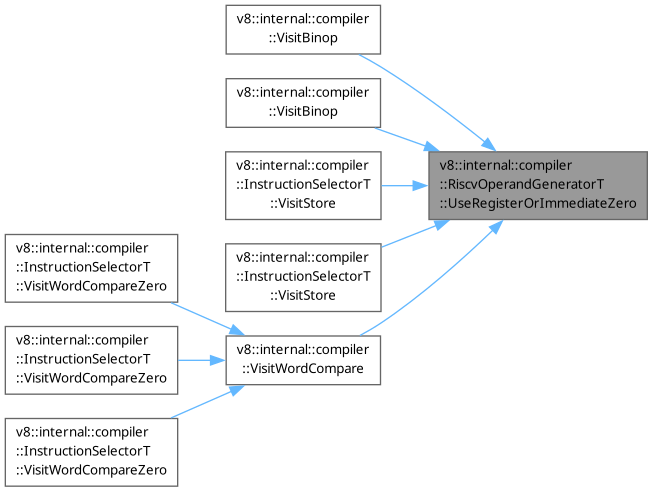 v8::internal::compiler
::VisitBinop
v8::internal::compiler
::VisitBinop
v8::internal::compiler
::RiscvOperandGeneratorT
::UseRegisterOrImmediateZero
v8::internal::compiler
::InstructionSelectorT
::VisitStore
v8::internal::compiler
::InstructionSelectorT
::VisitStore
v8::internal::compiler
::InstructionSelectorT
::VisitWordCompareZero
v8::internal::compiler
::InstructionSelectorT
::VisitWordCompareZero
v8::internal::compiler
::VisitWordCompare
v8::internal::compiler
::InstructionSelectorT
::VisitWordCompareZero